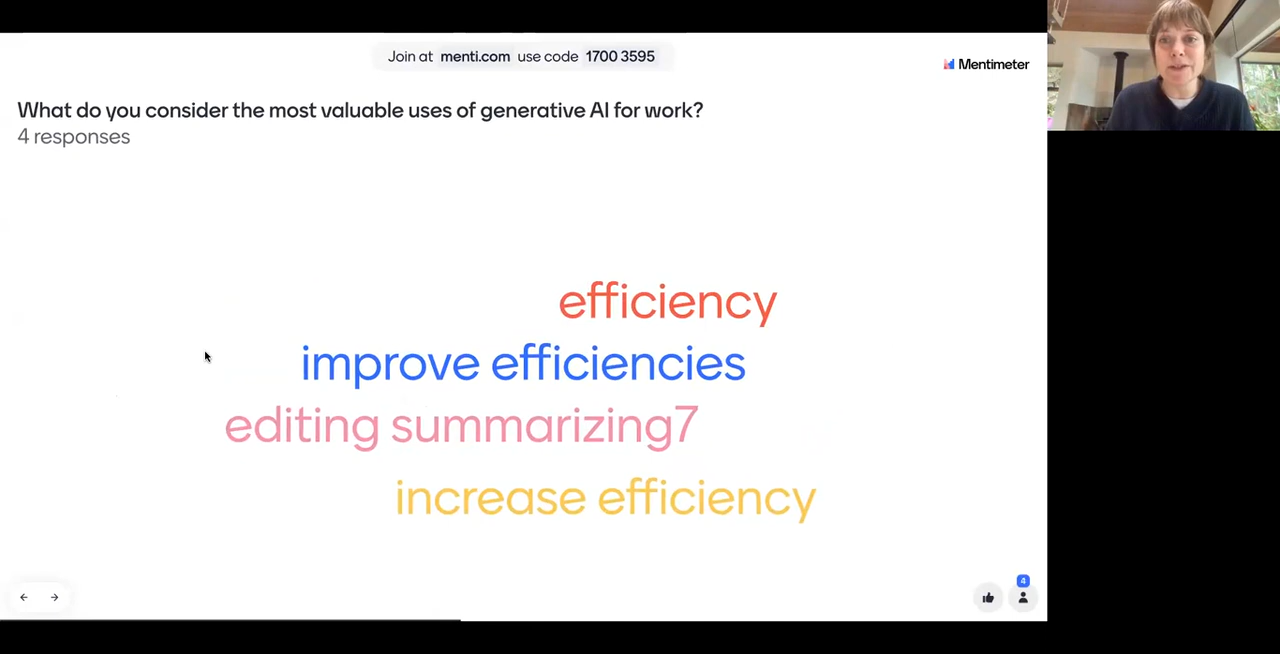 Join at menti.com use code 1700 3595
Mentimeter
What do you consider the most valuable uses of generative AI for work?
4 responses
efficiency
improve efficiencies
editing summarizing7
increase efficiency
4